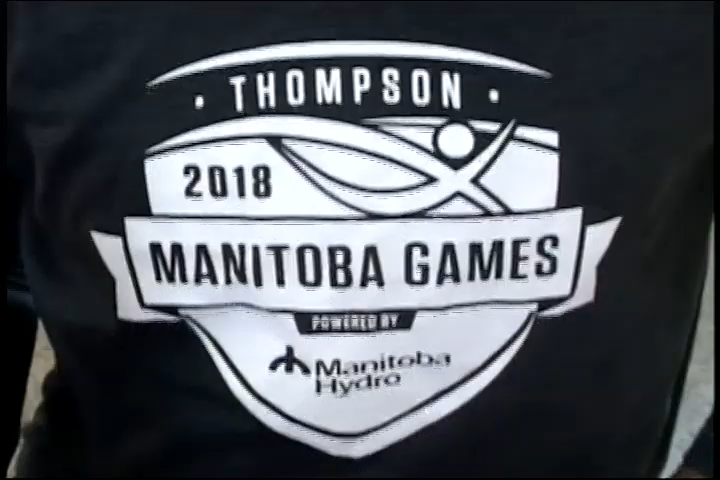 · THOMPSON ·
2018
MANITOBA GAMES
POWERED BY
Manitoba
Hydro